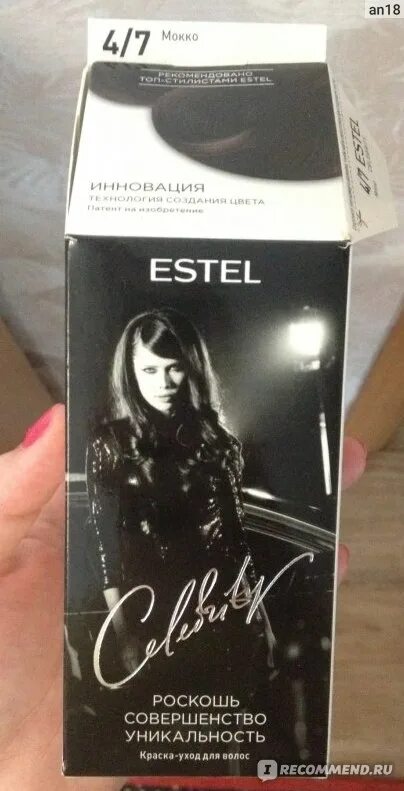 an18
4/7 Мокко
РЕКОМЕНДОВАНО
ТОП-СТИЛИСТАМИ ESTEL
ИННОВАЦИЯ
ТЕХНОЛОГИЯ СОЗДАНИЯ ЦВЕТА
Патент на изобретение
4/7 ESTEL
ESTEL
Celebrity
РОСКОШЬ
СОВЕРШЕНСТВО
УНИКАЛЬНОСТЬ
Краска-уход для волос
IRECOMMEND.RU